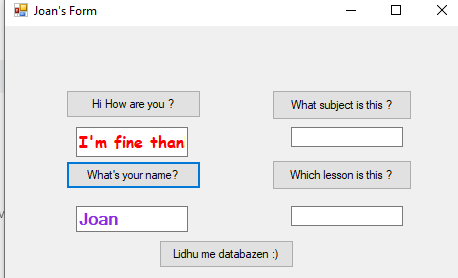 Joan's Form
Hi How are you ?
What subject is this ?
I'm fine than
What's your name?
Which lesson is this ?
Joan
Lidhu me databazen :)